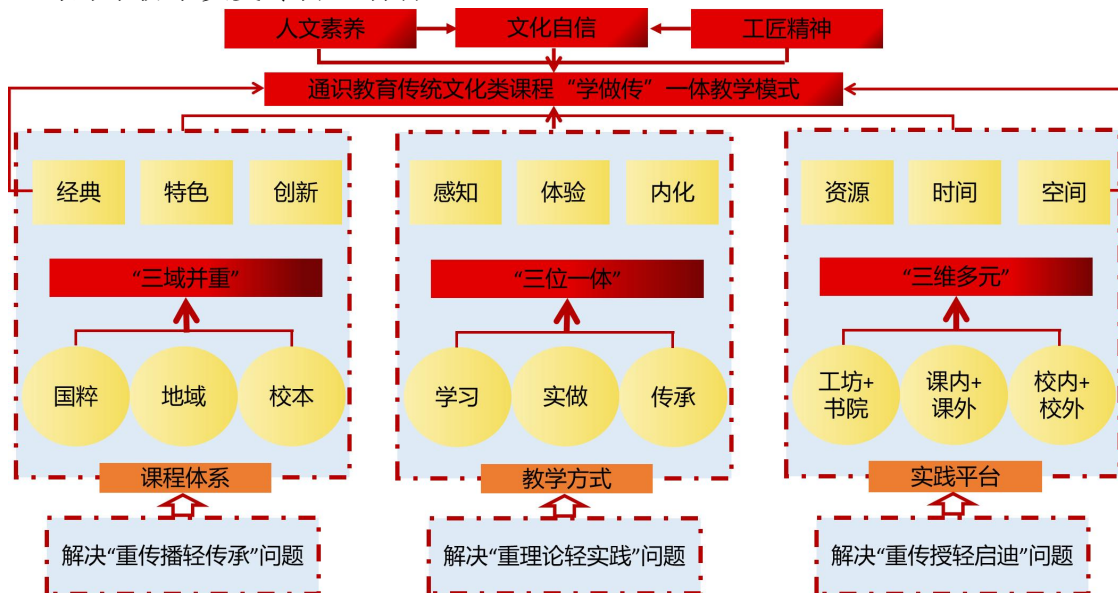 人文素养
文化自信
工匠精神
通识教育传统文化类课程 “学做传” 一体教学模式
经典
特色
创新
感知
体验
内化
资源
时间
空间
“三域并重”
“三位一体”
“三维多元”
国粹
地域
校本
学习
实做
传承
工坊+
书院
课内+
课外
校内+
校外
课程体系
教学方式
实践平台
解决“重传播轻传承”问题
解决“重理论轻实践”问题
解决“重传授轻启迪”问题